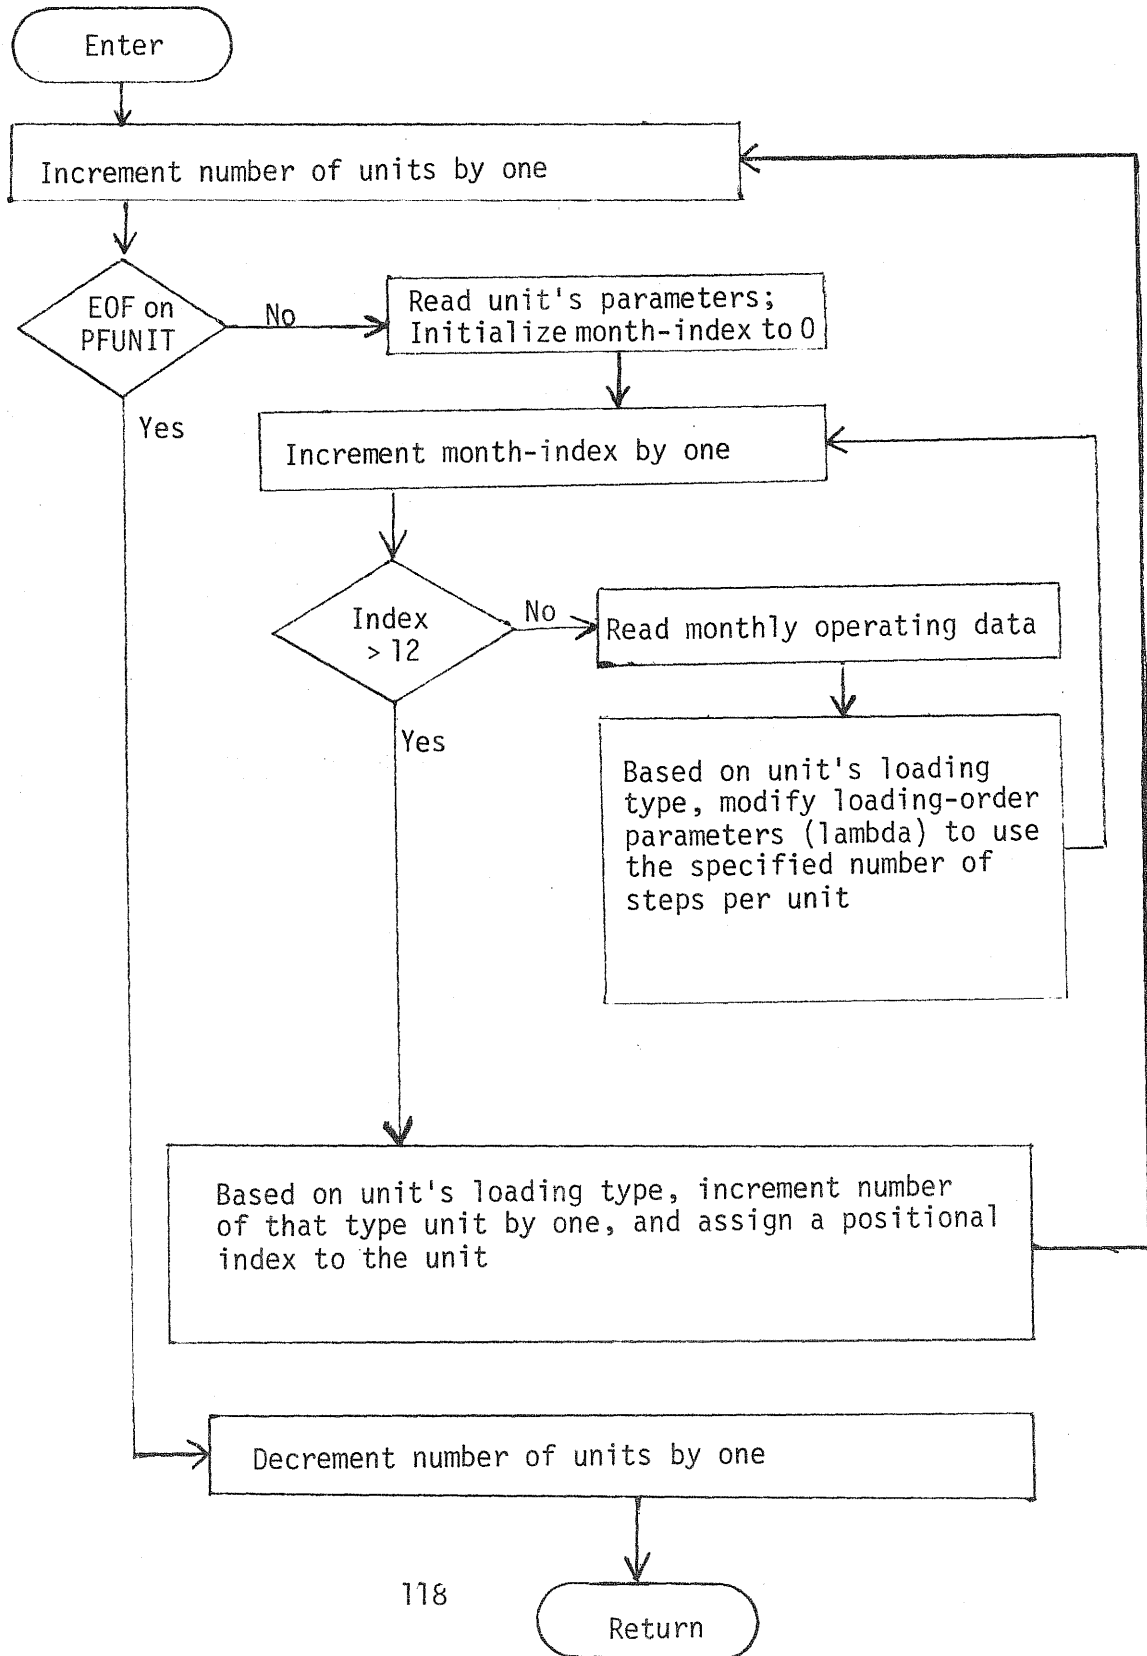 Enter
Increment number of units by one
EOF on
PFUNIT
No
Read unit's parameters;
Initialize month-index to 0
Yes
Increment month-index by one
Index
> 12
No
Read monthly operating data
Yes
Based on unit's loading
type, modify loading-order
parameters (lambda) to use
the specified number of
steps per unit
Based on unit's loading type, increment number
of that type unit by one, and assign a positional
index to the unit
Decrement number of units by one
118
Return